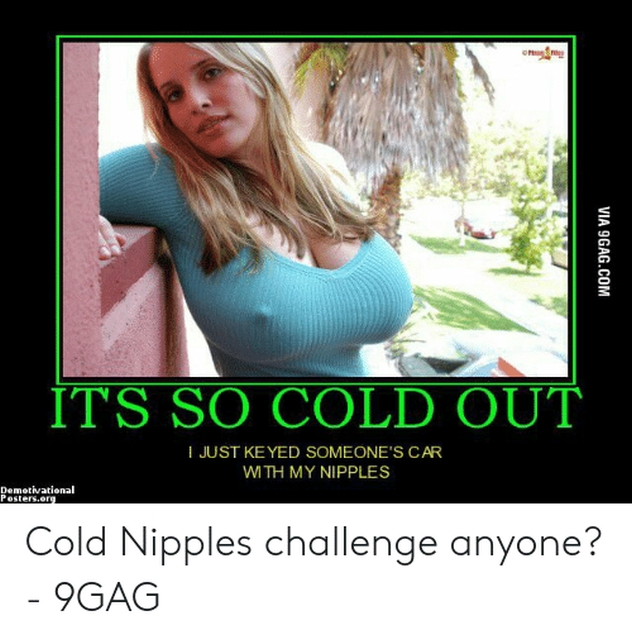 VIA 9GAG.COM
ITS SO COLD OUT
I JUST KEYED SOMEONE'S CAR
WITH MY NIPPLES
Demotivational
Posters.org
Cold Nipples challenge anyone?
- 9GAG